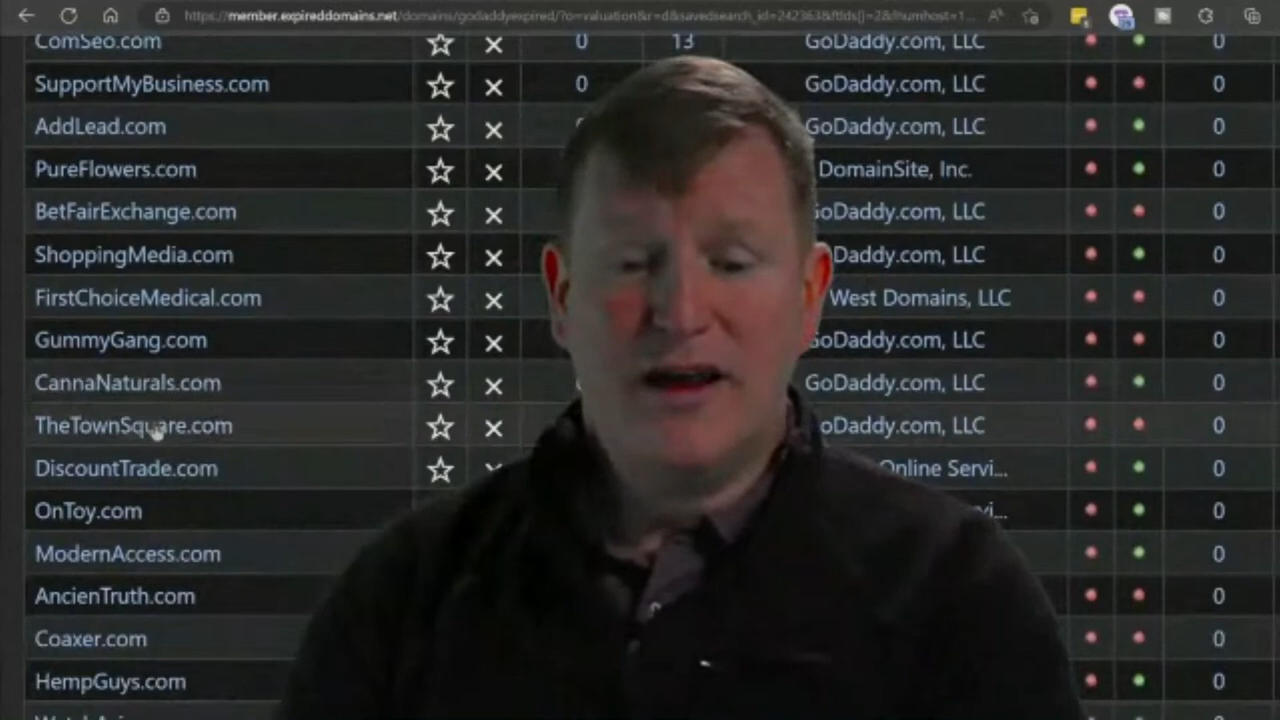 https://member.expireddomains.net/domains/godaddyexpired/?o=valuation&r=d&savedsearch_id=242363&ftlds[]=2&flnumhost=1...
ComSeo.com 0 13 GoDaddy.com, LLC 0
SupportMyBusiness.com 0 GoDaddy.com, LLC 0
AddLead.com GoDaddy.com, LLC 0
PureFlowers.com DomainSite, Inc. 0
BetFairExchange.com GoDaddy.com, LLC 0
ShoppingMedia.com Daddy.com, LLC 0
FirstChoiceMedical.com West Domains, LLC 0
GummyGang.com oDaddy.com, LLC 0
CannaNaturals.com GoDaddy.com, LLC 0
TheTownSquare.com oDaddy.com, LLC 0
DiscountTrade.com Online Servi... 0
OnToy.com vi... 0
ModernAccess.com 0
AncienTruth.com 0
Coaxer.com 0
HempGuys.com 0